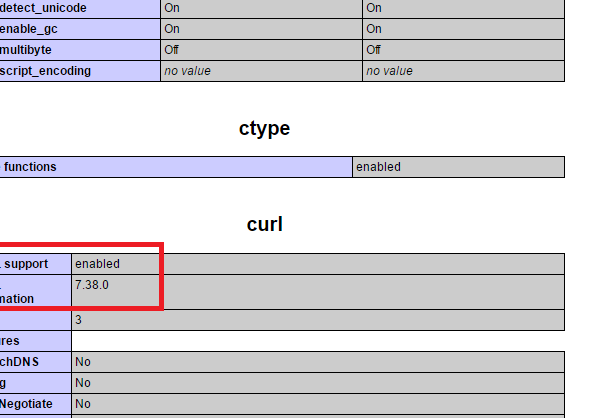 detect_unicode On On
enable_gc On On
multibyte Off Off
script_encoding no value no value
ctype
functions enabled
curl
support enabled
mation 7.38.0
3
res
chDNS No
g No
Negotiate No